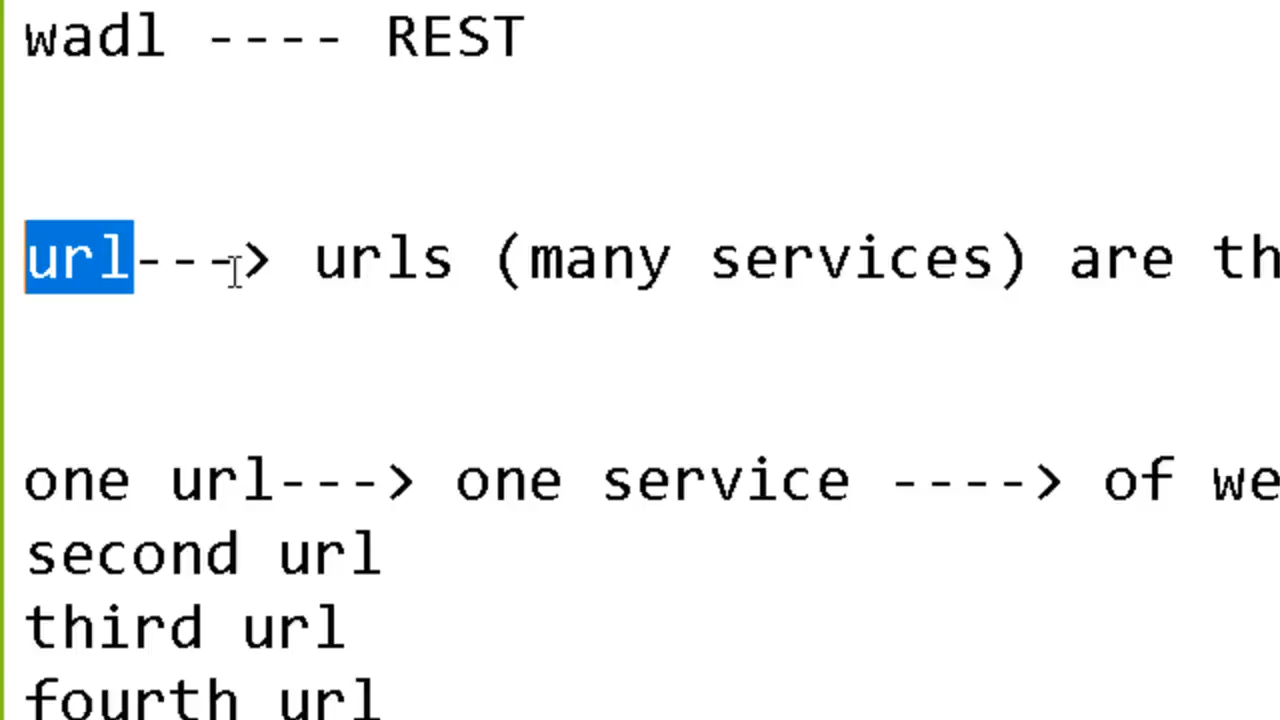 wadl ---- REST
url---> urls (many services) are th
one url---> one service ----> of we
second url
third url
fourth url